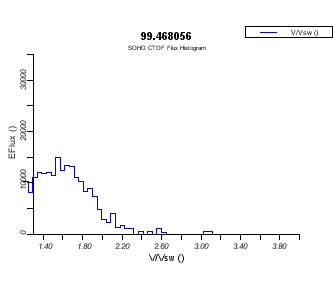 99.468056
SOHO CTOF Flux Histogram
V/Vsw ()
EFlux ()
30000
20000
10000
0
1.40 1.80 2.20 2.60 3.00 3.40 3.80
V/Vsw ()